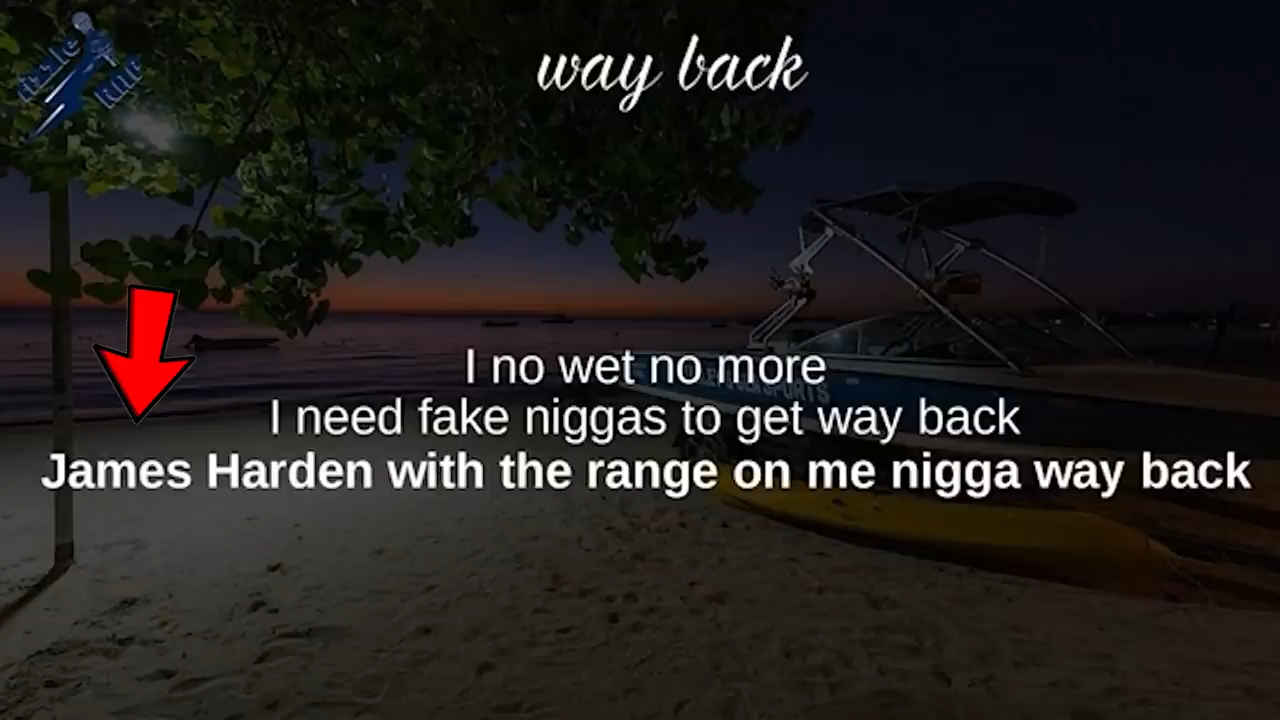 way back
I no wet no more
I need fake niggas to get way back
James Harden with the range on me nigga way back